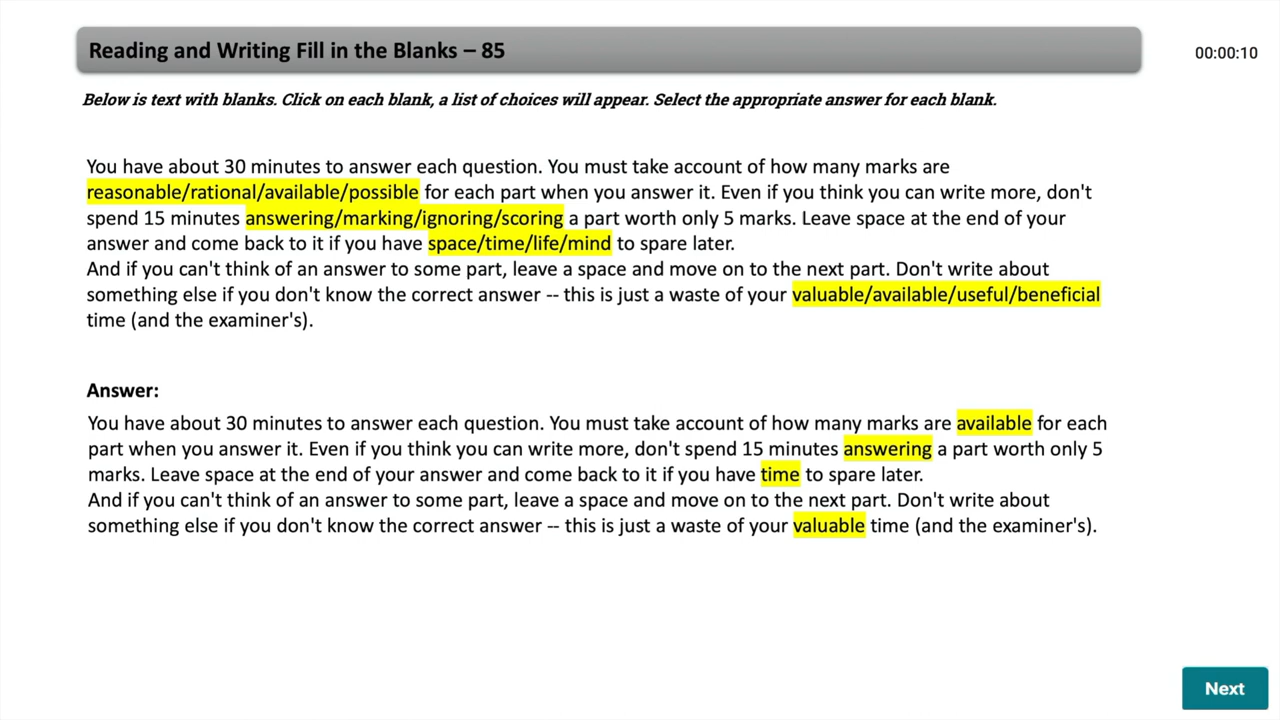 Reading and Writing Fill in the Blanks – 85
00:00:10
Below is text with blanks. Click on each blank, a list of choices will appear. Select the appropriate answer for each blank.
You have about 30 minutes to answer each question. You must take account of how many marks are
reasonable/rational/available/possible for each part when you answer it. Even if you think you can write more, don't
spend 15 minutes answering/marking/ignoring/scoring a part worth only 5 marks. Leave space at the end of your
answer and come back to it if you have space/time/life/mind to spare later.
And if you can't think of an answer to some part, leave a space and move on to the next part. Don't write about
something else if you don't know the correct answer -- this is just a waste of your valuable/available/useful/beneficial
time (and the examiner's).
Answer:
You have about 30 minutes to answer each question. You must take account of how many marks are available for each
part when you answer it. Even if you think you can write more, don't spend 15 minutes answering a part worth only 5
marks. Leave space at the end of your answer and come back to it if you have time to spare later.
And if you can't think of an answer to some part, leave a space and move on to the next part. Don't write about
something else if you don't know the correct answer -- this is just a waste of your valuable time (and the examiner's).
Next